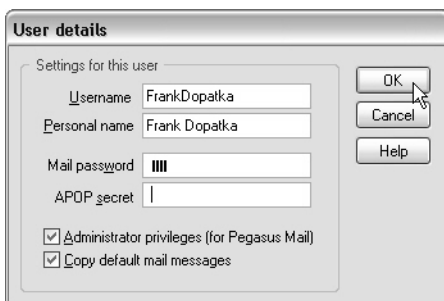 User details
Settings for this user
Username FrankDopatka
Personal name Frank Dopatka
Mail password
APOP secret
Administrator privileges (for Pegasus Mail)
Copy default mail messages
OK
Cancel
Help